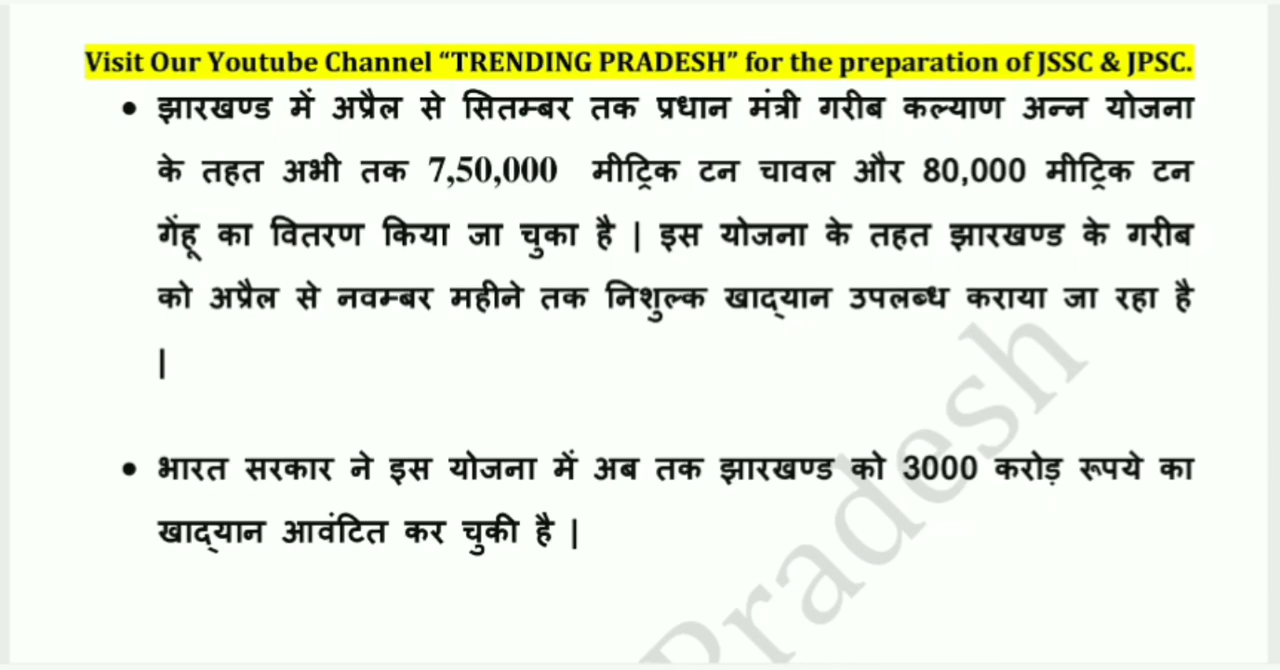 Visit Our Youtube Channel “TRENDING PRADESH” for the preparation of JSSC & JPSC.
• झारखण्ड में अप्रैल से सितम्बर तक प्रधान मंत्री गरीब कल्याण अन्न योजना
के तहत अभी तक 7,50,000 मीट्रिक टन चावल और 80,000 मीट्रिक टन
गेंहू का वितरण किया जा चुका है | इस योजना के तहत झारखण्ड के गरीब
को अप्रैल से नवम्बर महीने तक निशुल्क खाद्यान उपलब्ध कराया जा रहा है
|
• भारत सरकार ने इस योजना में अब तक झारखण्ड को 3000 करोड़ रूपये का
खाद्यान आवंटित कर चुकी है |
Pradesh